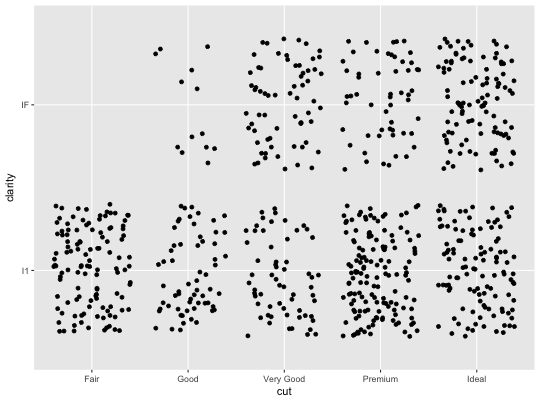 clarity
IF
I1
Fair
Good
Very Good
Premium
Ideal
cut